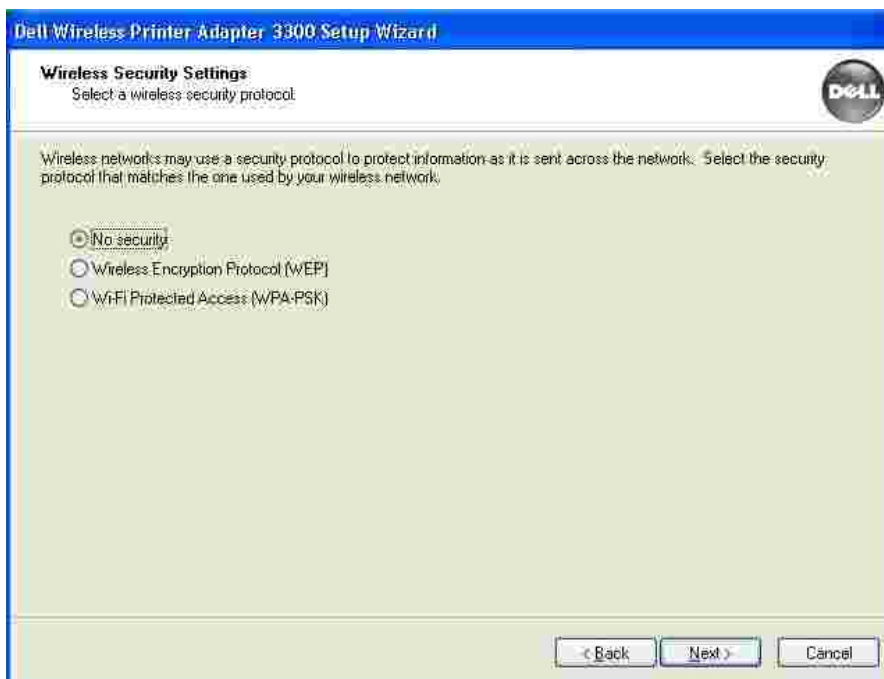 Dell Wireless Printer Adapter 3300 Setup Wizard
Wireless Security Settings
Select a wireless security protocol
DELL
Wireless networks may use a security protocol to protect information as it is sent across the network. Select the security
protocol that matches the one used by your wireless network.
No security
Wireless Encryption Protocol (WEP)
Wi-Fi Protected Access (WPA-PSK)
< Back
Next >
Cancel